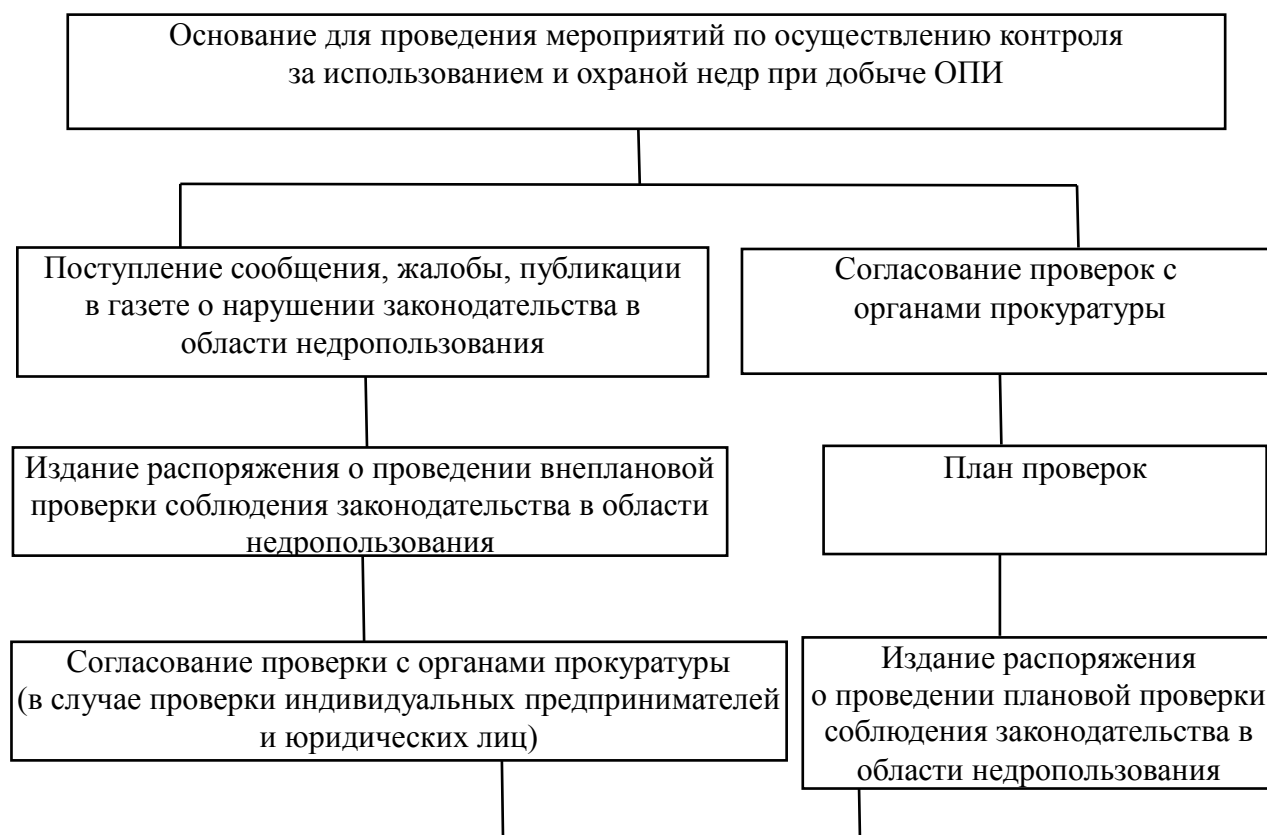 Основание для проведения мероприятий по осуществлению контроля
за использованием и охраной недр при добыче ОПИ
Поступление сообщения, жалобы, публикации
в газете о нарушении законодательства в
области недропользования
Согласование проверок с
органами прокуратуры
Издание распоряжения о проведении внеплановой
проверки соблюдения законодательства в области
недропользования
План проверок
Согласование проверки с органами прокуратуры
(в случае проверки индивидуальных предпринимателей
и юридических лиц)
Издание распоряжения
о проведении плановой проверки
соблюдения законодательства в
области недропользования